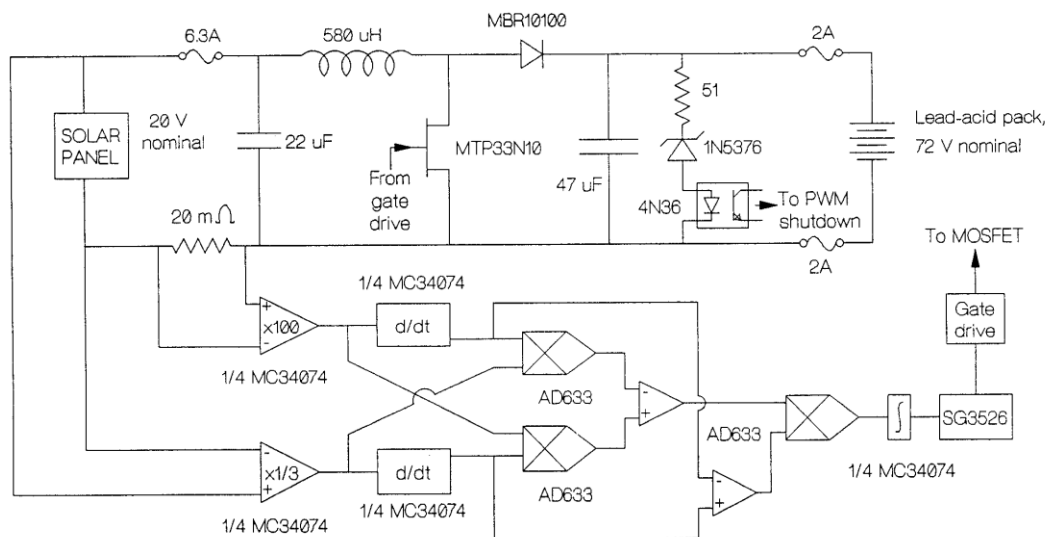 MBR10100
6.3A
580 uH
2A
SOLAR
PANEL
20 V
nominal
22 uF
MTP33N10
From
gate
drive
47 uF
51
1N5376
4N36
To PWM
shutdown
Lead-acid pack,
72 V nominal
20 mΩ
2A
To MOSFET
1/4 MC34074
+
x100
-
d/dt
Gate
drive
1/4 MC34074
AD633
-
+
AD633
∫
SG3526
-
x1/3
+
d/dt
AD633
1/4 MC34074
-
+
1/4 MC34074
1/4 MC34074